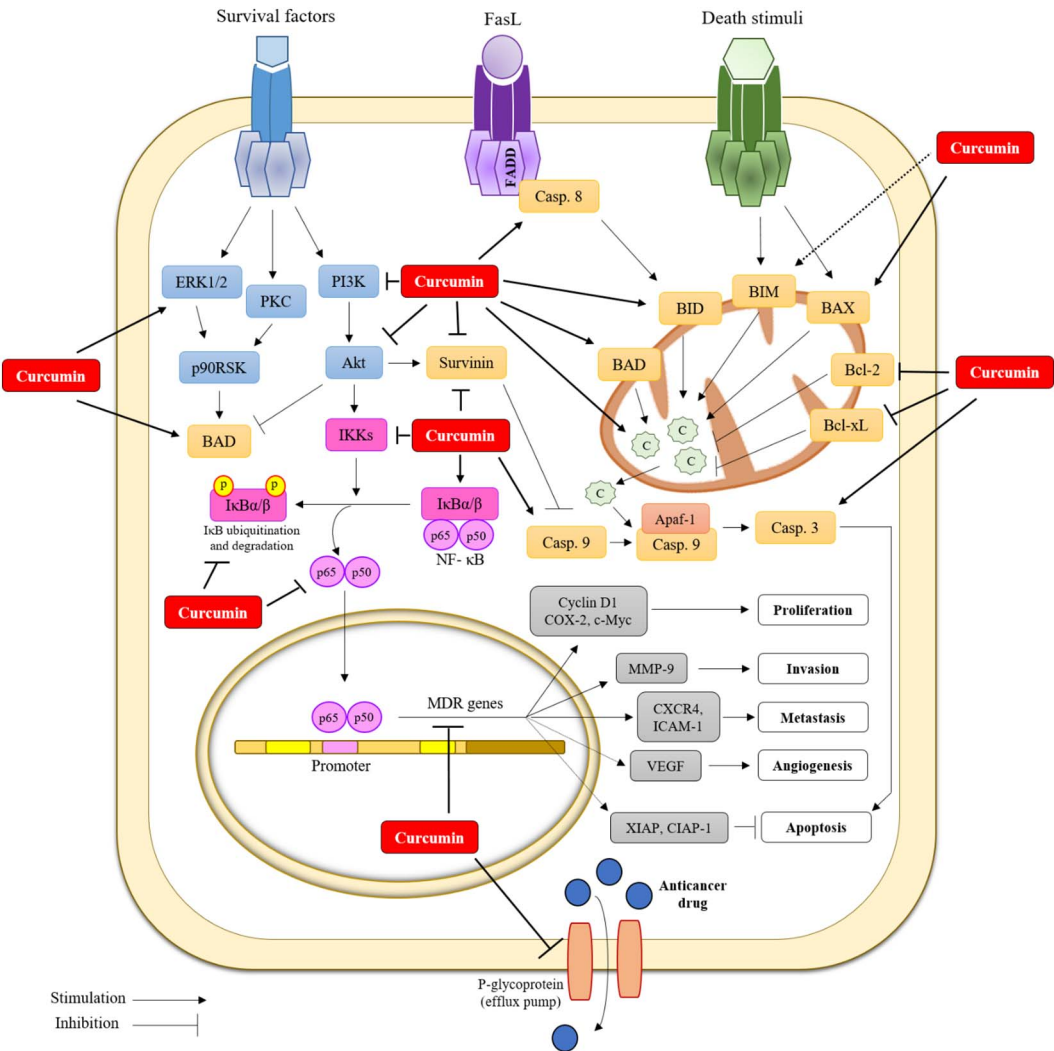 Survival factors
FasL
Death stimuli
FADD
Curcumin
Casp. 8
ERK1/2
PKC
PI3K
Curcumin
BID
BIM
BAX
Curcumin
p90RSK
Akt
Survinin
BAD
Bcl-2
Curcumin
BAD
IKKs
Curcumin
C
C
C
Bcl-xL
P
P
IκBα/β
IκB ubiquitination
and degradation
IκBα/β
p65
p50
NF- κB
C
Casp. 9
Apaf-1
Casp. 9
Casp. 3
p65
p50
Curcumin
Cyclin D1
COX-2, c-Myc
Proliferation
MMP-9
Invasion
p65
p50
MDR genes
CXCR4,
ICAM-1
Metastasis
Promoter
VEGF
Angiogenesis
Curcumin
XIAP, CIAP-1
Apoptosis
Anticancer
drug
P-glycoprotein
(efflux pump)
Stimulation
Inhibition